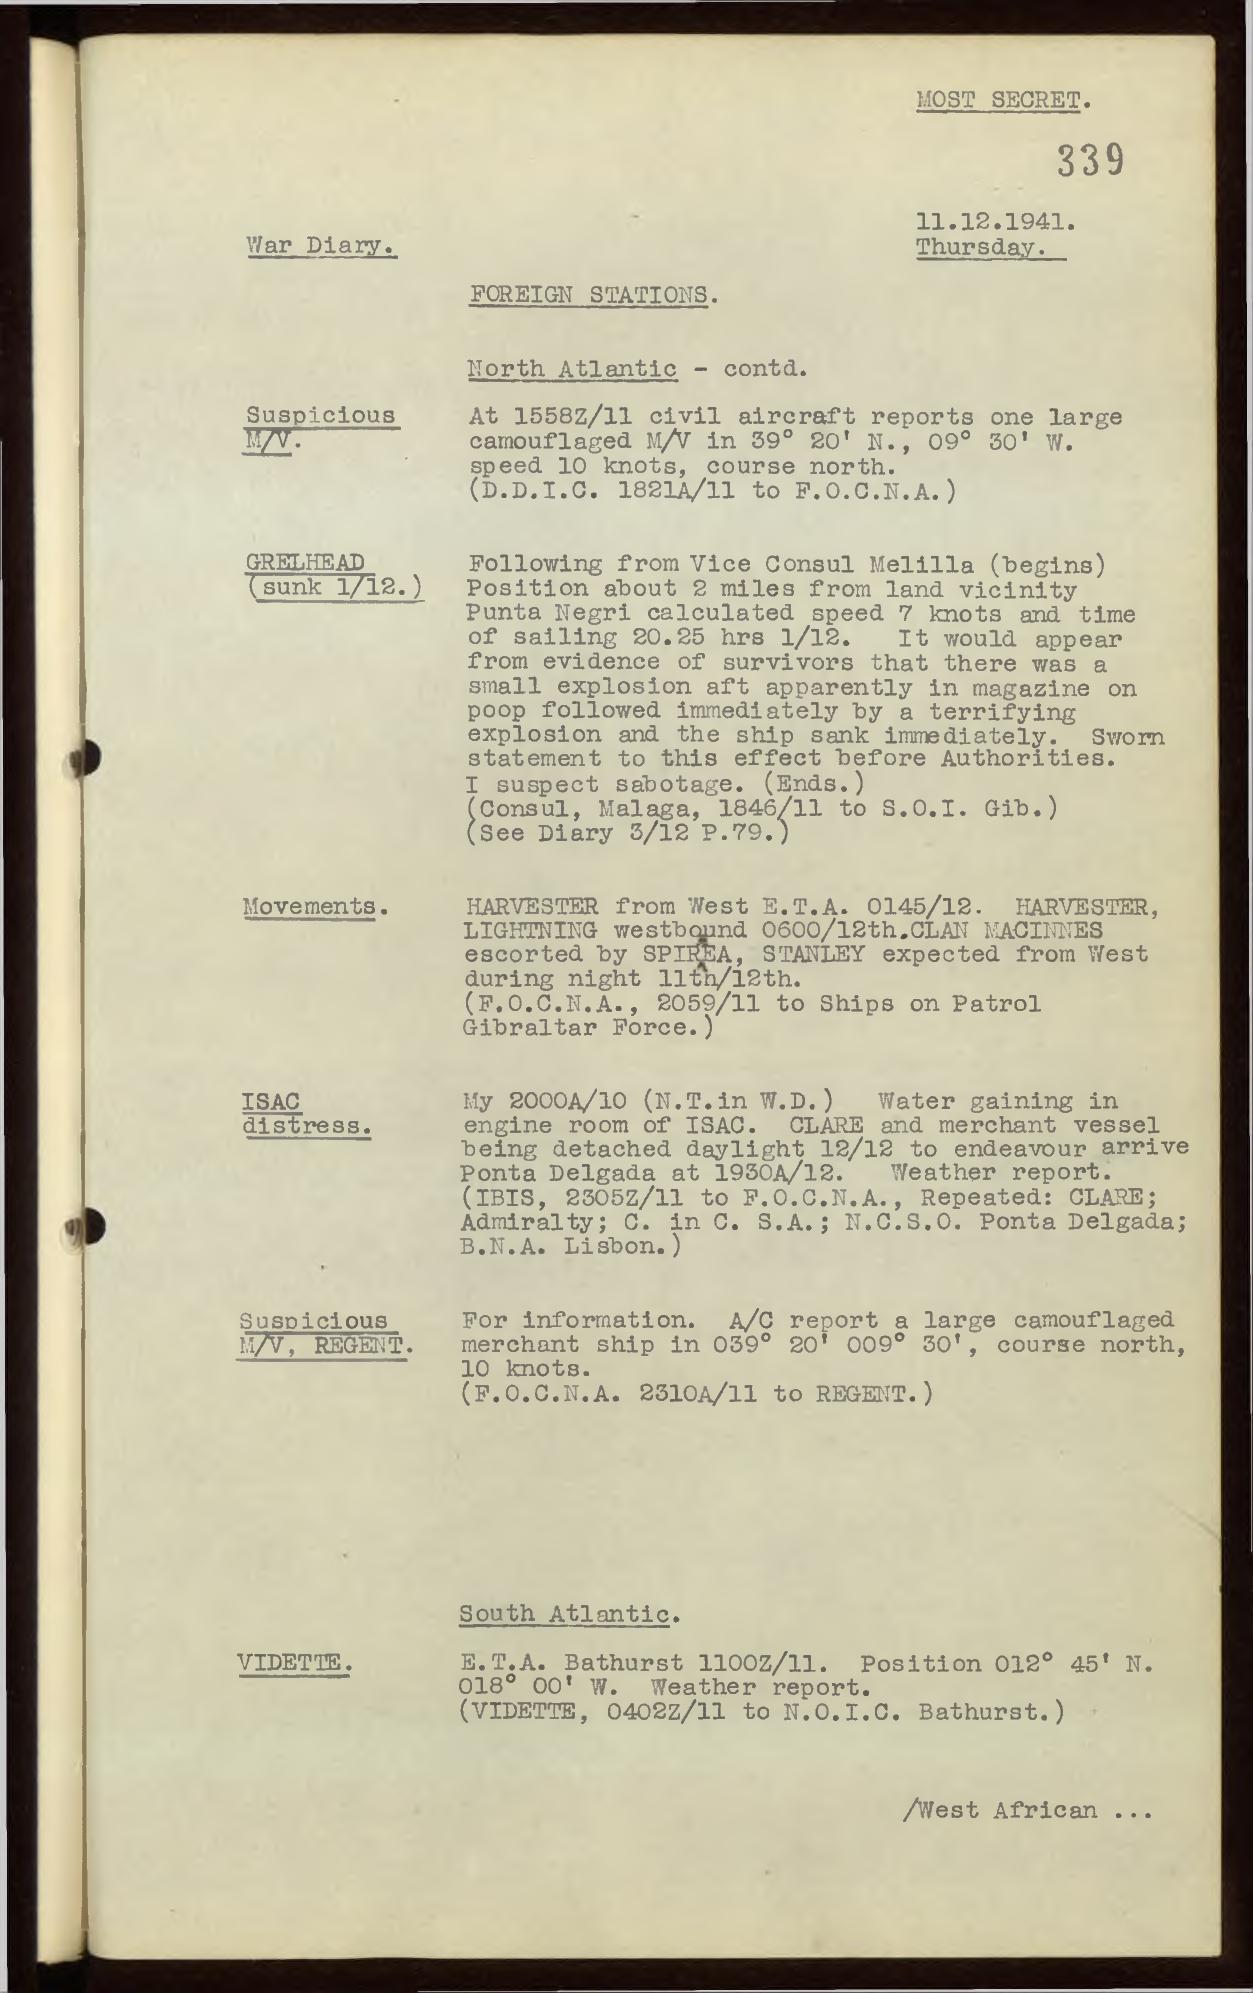 MOST SECRET.
339
11.12.1941.
War Diary.
Thursday.
FOREIGN STATIONS.
North Atlantic - contd.
Suspicious
M/V.
At 1558Z/11 civil aircraft reports one large
camouflaged M/V in 39° 20' N., 09° 30' W.
speed 10 knots, course north.
(D.D.I.C. 1821A/11 to F.O.C.N.A.)
GRELHEAD
(sunk 1/12.)
Following from Vice Consul Melilla (begins)
Position about 2 miles from land vicinity
Punta Negri calculated speed 7 knots and time
of sailing 20.25 hrs 1/12. It would appear
from evidence of survivors that there was a
small explosion aft apparently in magazine on
poop followed immediately by a terrifying
explosion and the ship sank immediately. Sworn
statement to this effect before Authorities.
I suspect sabotage. (Ends.)
(Consul, Malaga, 1846/11 to S.O.I. Gib.)
(See Diary 3/12 P.79.)
Movements.
HARVESTER from West E.T.A. 0145/12. HARVESTER,
LIGHTNING westbound 0600/12th.CLAN MACINNES
escorted by SPIREA, STANLEY expected from West
during night 11th/12th.
(F.O.C.N.A., 2059/11 to Ships on Patrol
Gibraltar Force.)
ISAC
distress.
My 2000A/10 (N.T.in W.D.) Water gaining in
engine room of ISAC. CLARE and merchant vessel
being detached daylight 12/12 to endeavour arrive
Ponta Delgada at 1930A/12. Weather report.
(IBIS, 2305Z/11 to F.O.C.N.A., Repeated: CLARE;
Admiralty; C. in C. S.A.; N.C.S.O. Ponta Delgada;
B.N.A. Lisbon.)
Suspicious
M/V, REGENT.
For information. A/C report a large camouflaged
merchant ship in 039° 20' 009° 30', course north,
10 knots.
(F.O.C.N.A. 2310A/11 to REGENT.)
South Atlantic.
VIDETTE.
E.T.A. Bathurst 1100Z/11. Position 012° 45' N.
018° 00' W. Weather report.
(VIDETTE, 0402Z/11 to N.O.I.C. Bathurst.)
/West African ...